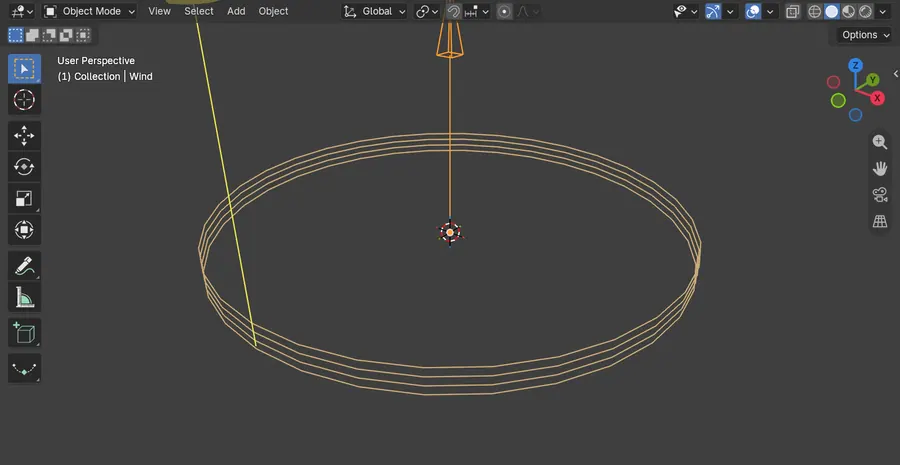 Object Mode View Select Add Object Global
Options
User Perspective
(1) Collection | Wind
Z
Y
X